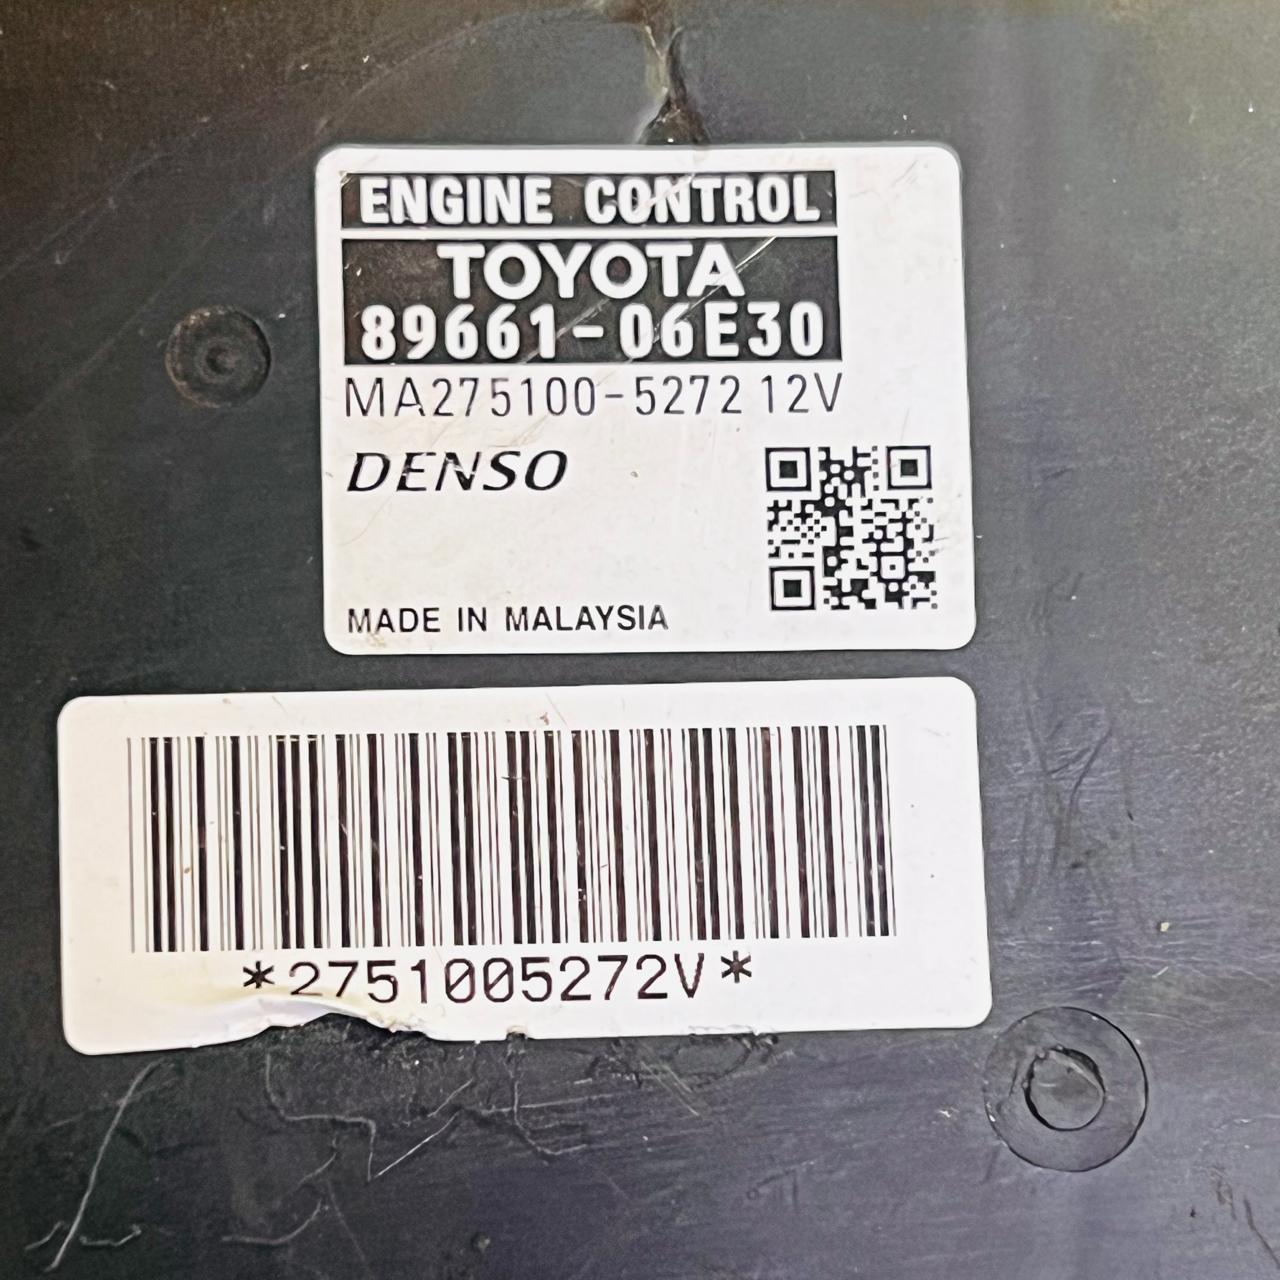 ENGINE CONTROL
TOYOTA
89661-06E30
MA275100-5272 12V
DENSO
MADE IN MALAYSIA
*2751005272V*